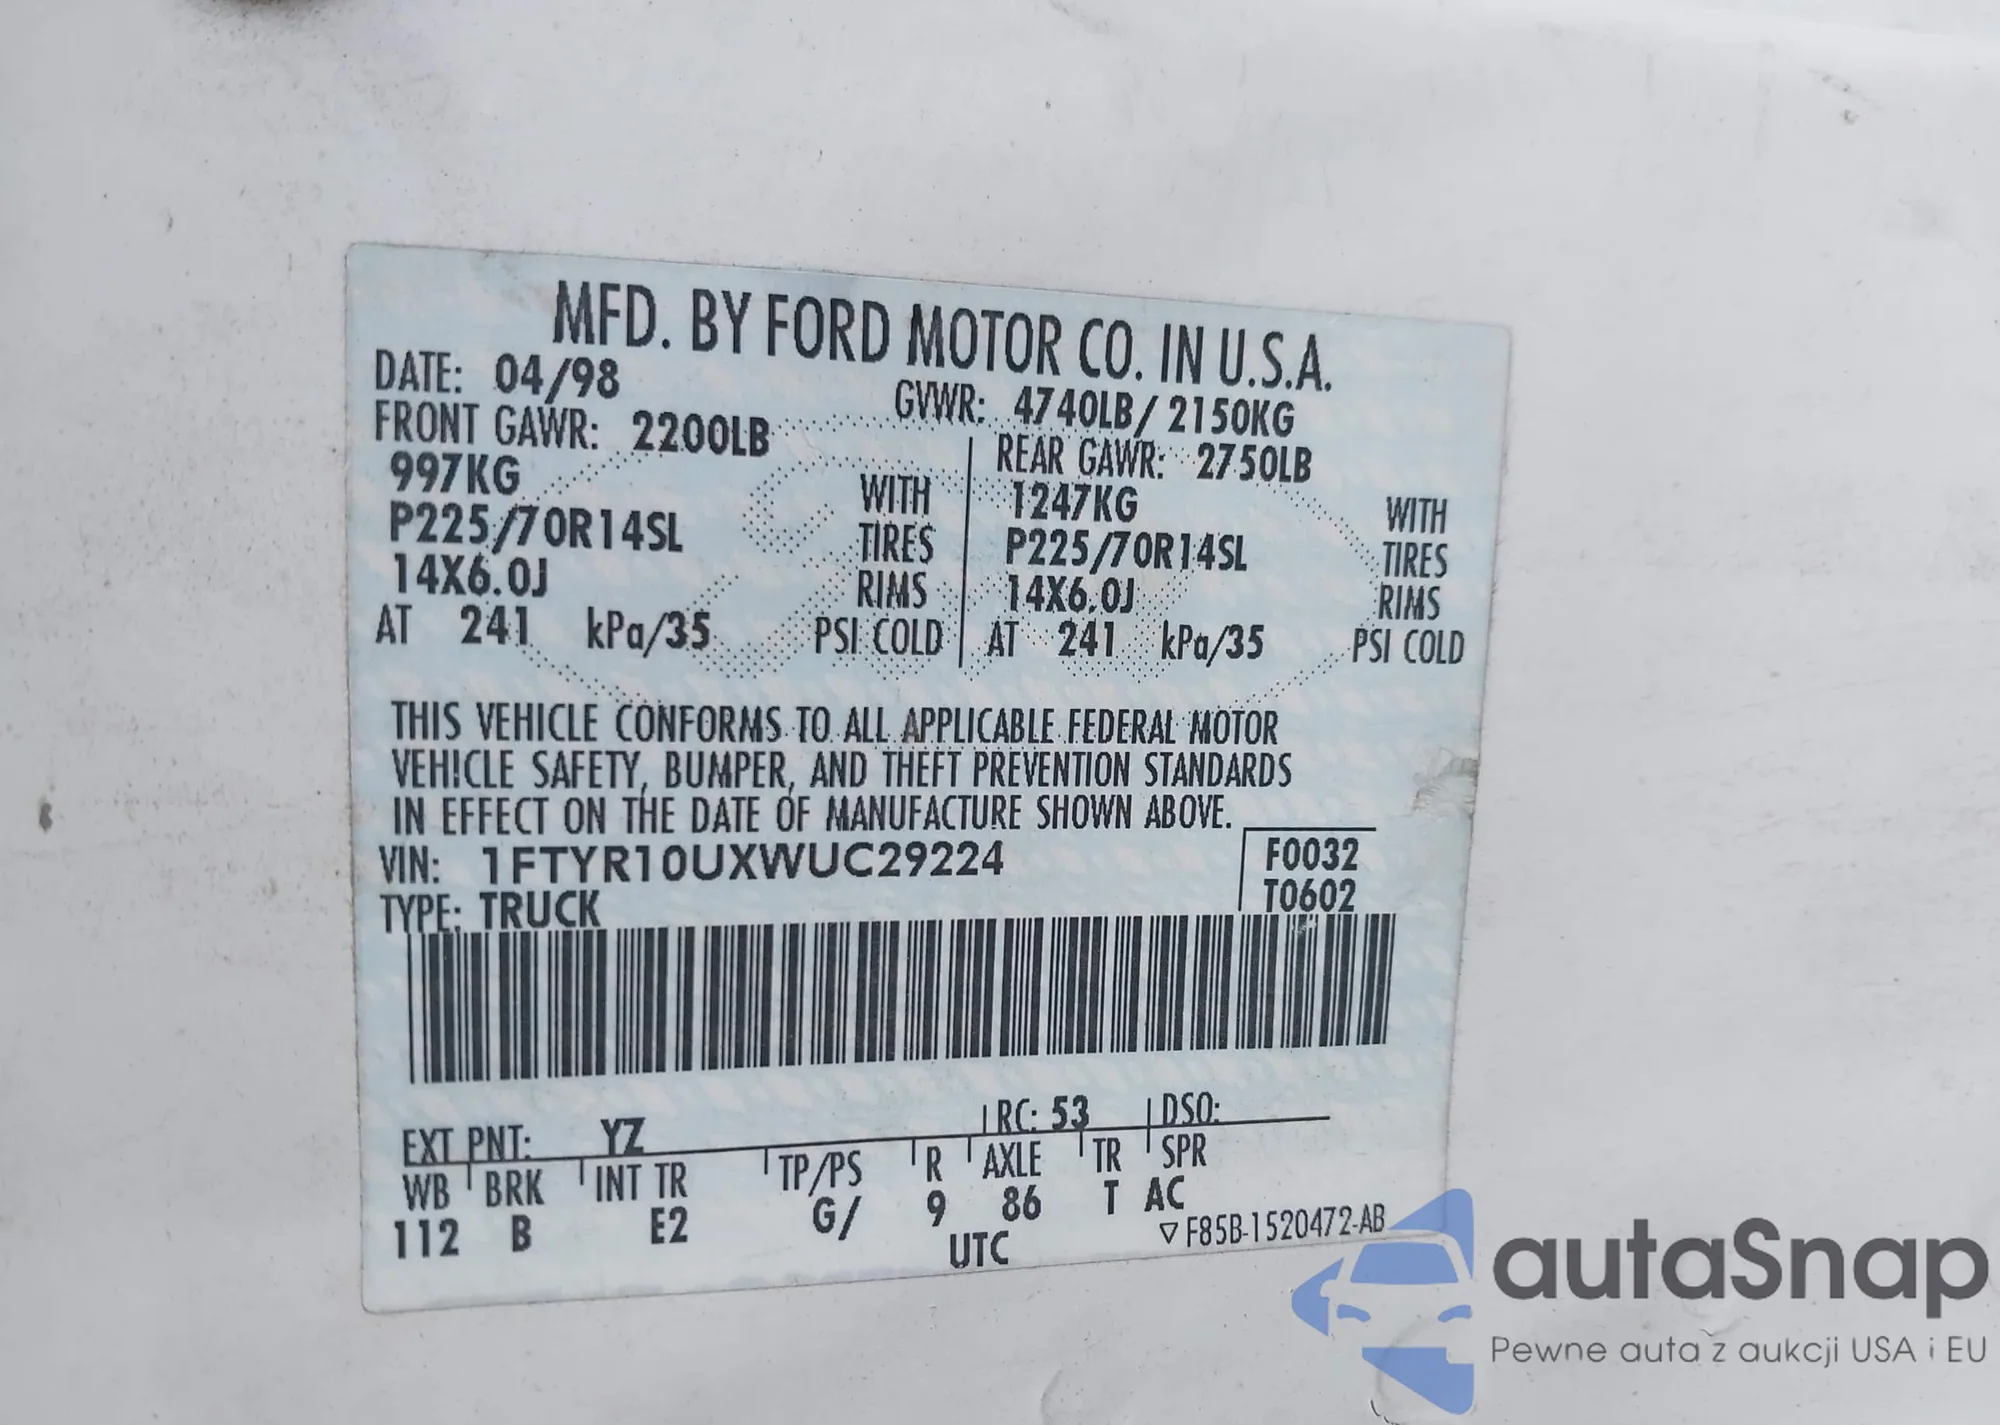 MFD. BY FORD MOTOR CO. IN U.S.A.
DATE: 04/98
GVWR: 4740LB/ 2150KG
FRONT GAWR: 2200LB
997KG WITH
P225/70R14SL TIRES
14X6.0J RIMS
AT 241 kPa/35 PSI COLD
REAR GAWR: 2750LB
1247KG WITH
P225/70R14SL TIRES
14X6.0J RIMS
AT 241 kPa/35 PSI COLD
THIS VEHICLE CONFORMS TO ALL APPLICABLE FEDERAL MOTOR
VEHICLE SAFETY, BUMPER, AND THEFT PREVENTION STANDARDS
IN EFFECT ON THE DATE OF MANUFACTURE SHOWN ABOVE.
VIN: 1FTYR10UXWUC29224
F0032
TYPE: TRUCK
T0602
EXT PNT: YZ RC: 53 DSO:
WB BRK INT TR TP/PS R AXLE TR SPR
112 B E2 G/ 9 86 T AC
UTC
▽F85B-1520472-AB
autaSnap
Pewne auta z aukcji USA i EU